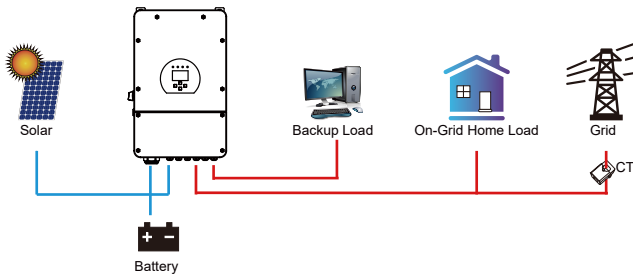 Solar
Backup Load
On-Grid Home Load
Grid
CT
Battery